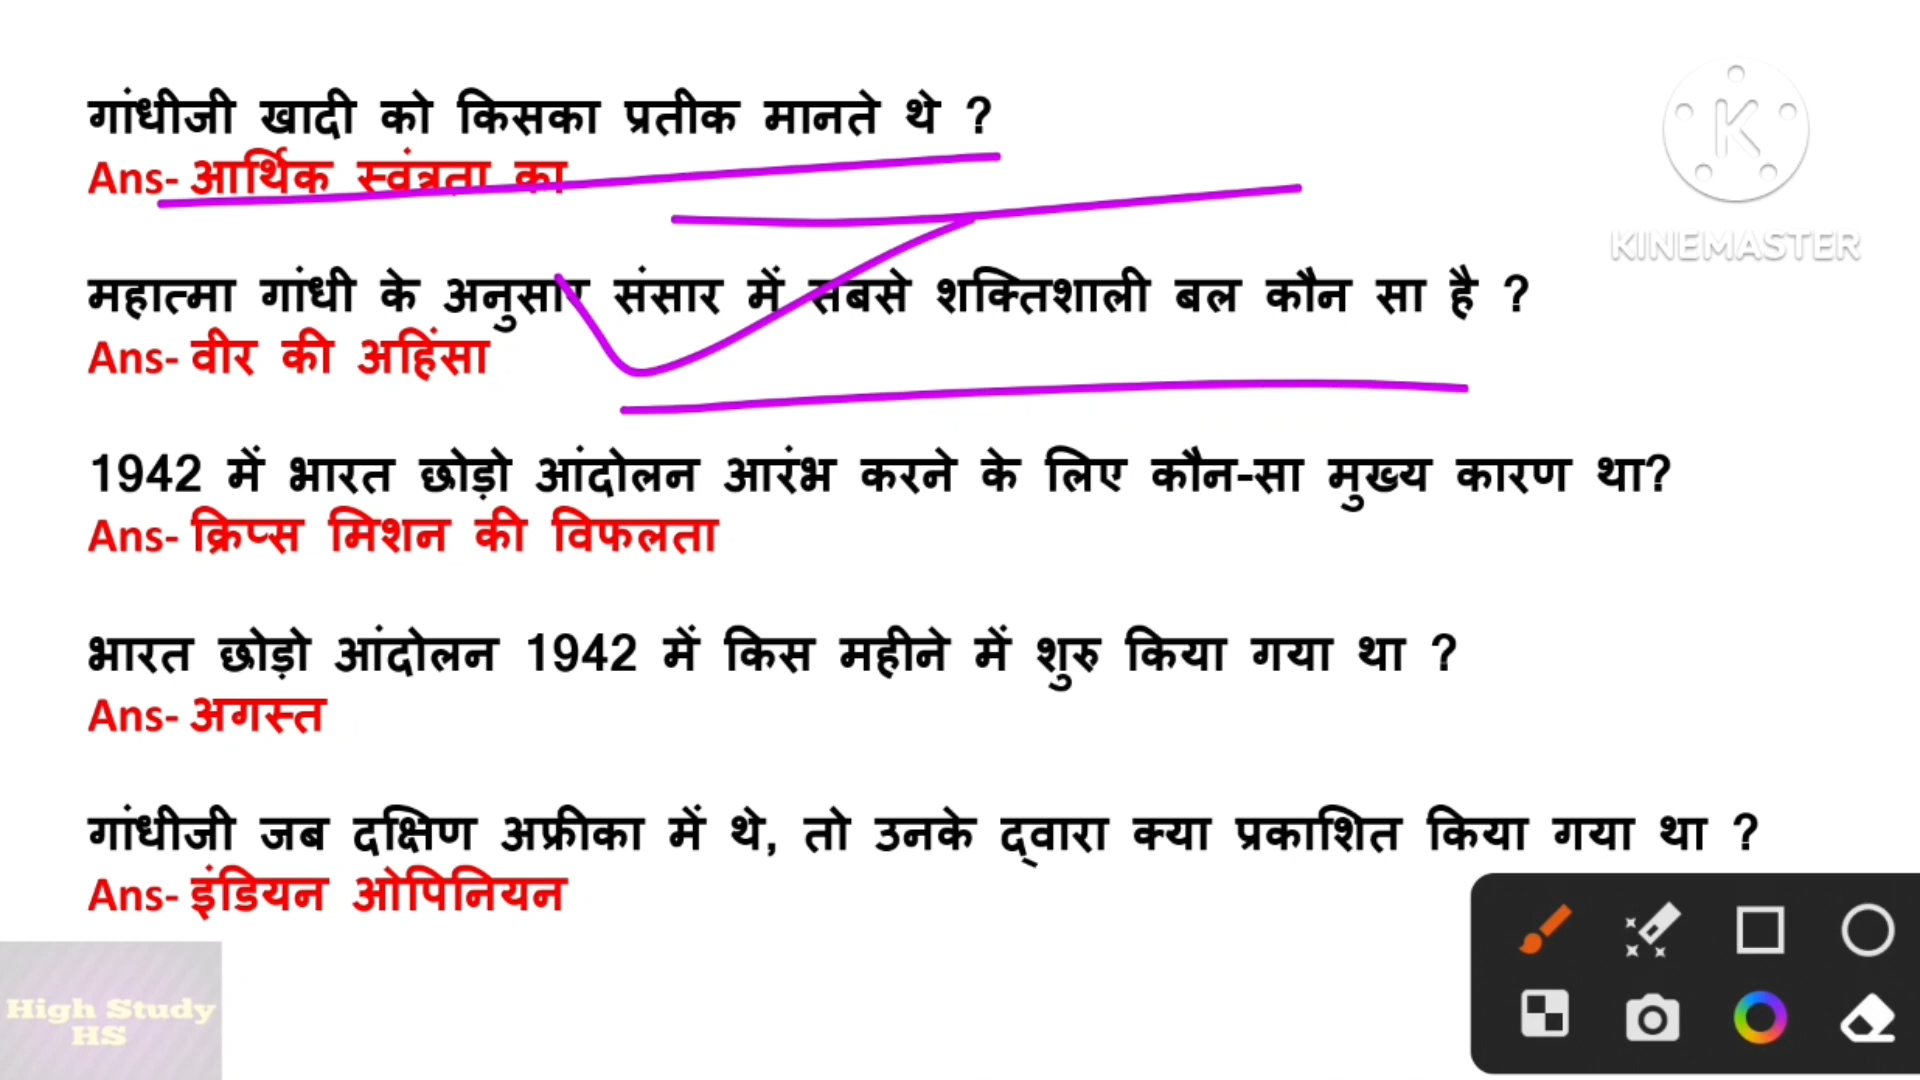 गांधीजी खादी को किसका प्रतीक मानते थे ?
Ans- आर्थिक स्वंत्रता का
KINEMASTER
महात्मा गांधी के अनुसार संसार में सबसे शक्तिशाली बल कौन सा है ?
Ans- वीर की अहिंसा
1942 में भारत छोड़ो आंदोलन आरंभ करने के लिए कौन-सा मुख्य कारण था?
Ans- क्रिप्स मिशन की विफलता
भारत छोड़ो आंदोलन 1942 में किस महीने में शुरु किया गया था ?
Ans- अगस्त
गांधीजी जब दक्षिण अफ्रीका में थे, तो उनके द्वारा क्या प्रकाशित किया गया था ?
Ans- इंडियन ओपिनियन
High Study
HS